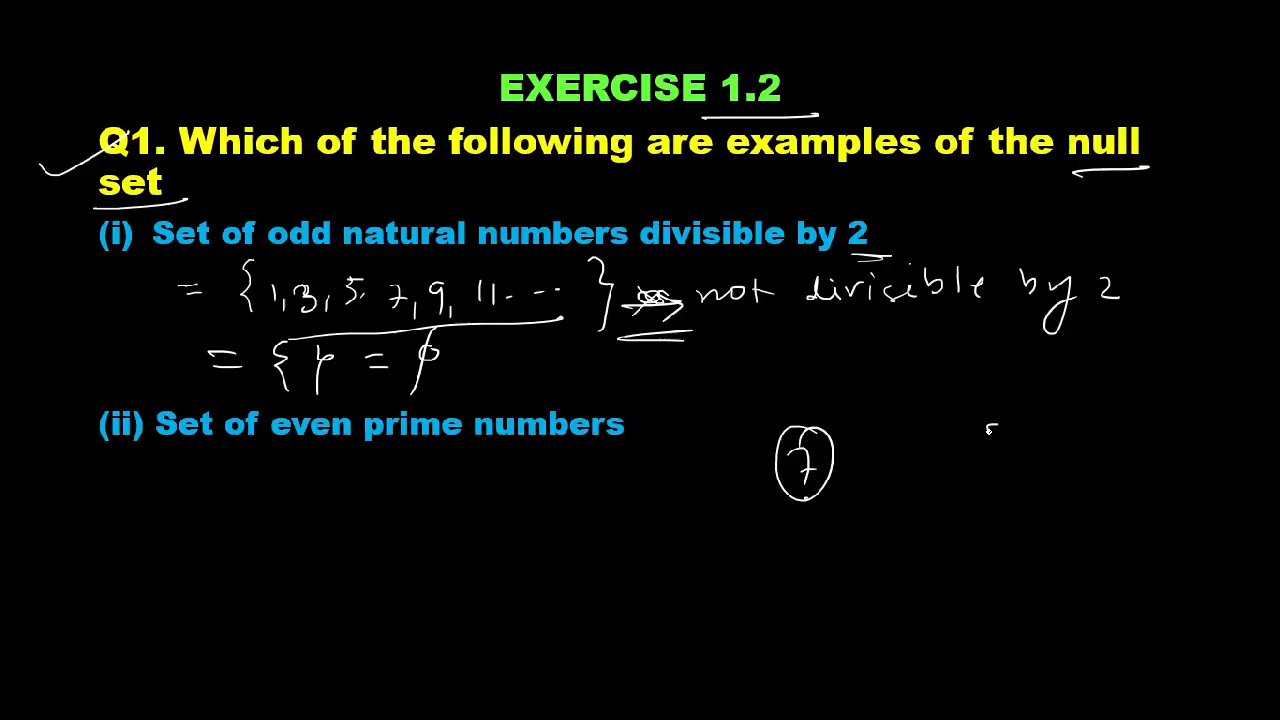 EXERCISE 1.2
Q1. Which of the following are examples of the null
set
(i) Set of odd natural numbers divisible by 2
= {1, 3, 5. 7, 9, 11. ...} not divisible by 2
= { } = φ
(ii) Set of even prime numbers
7